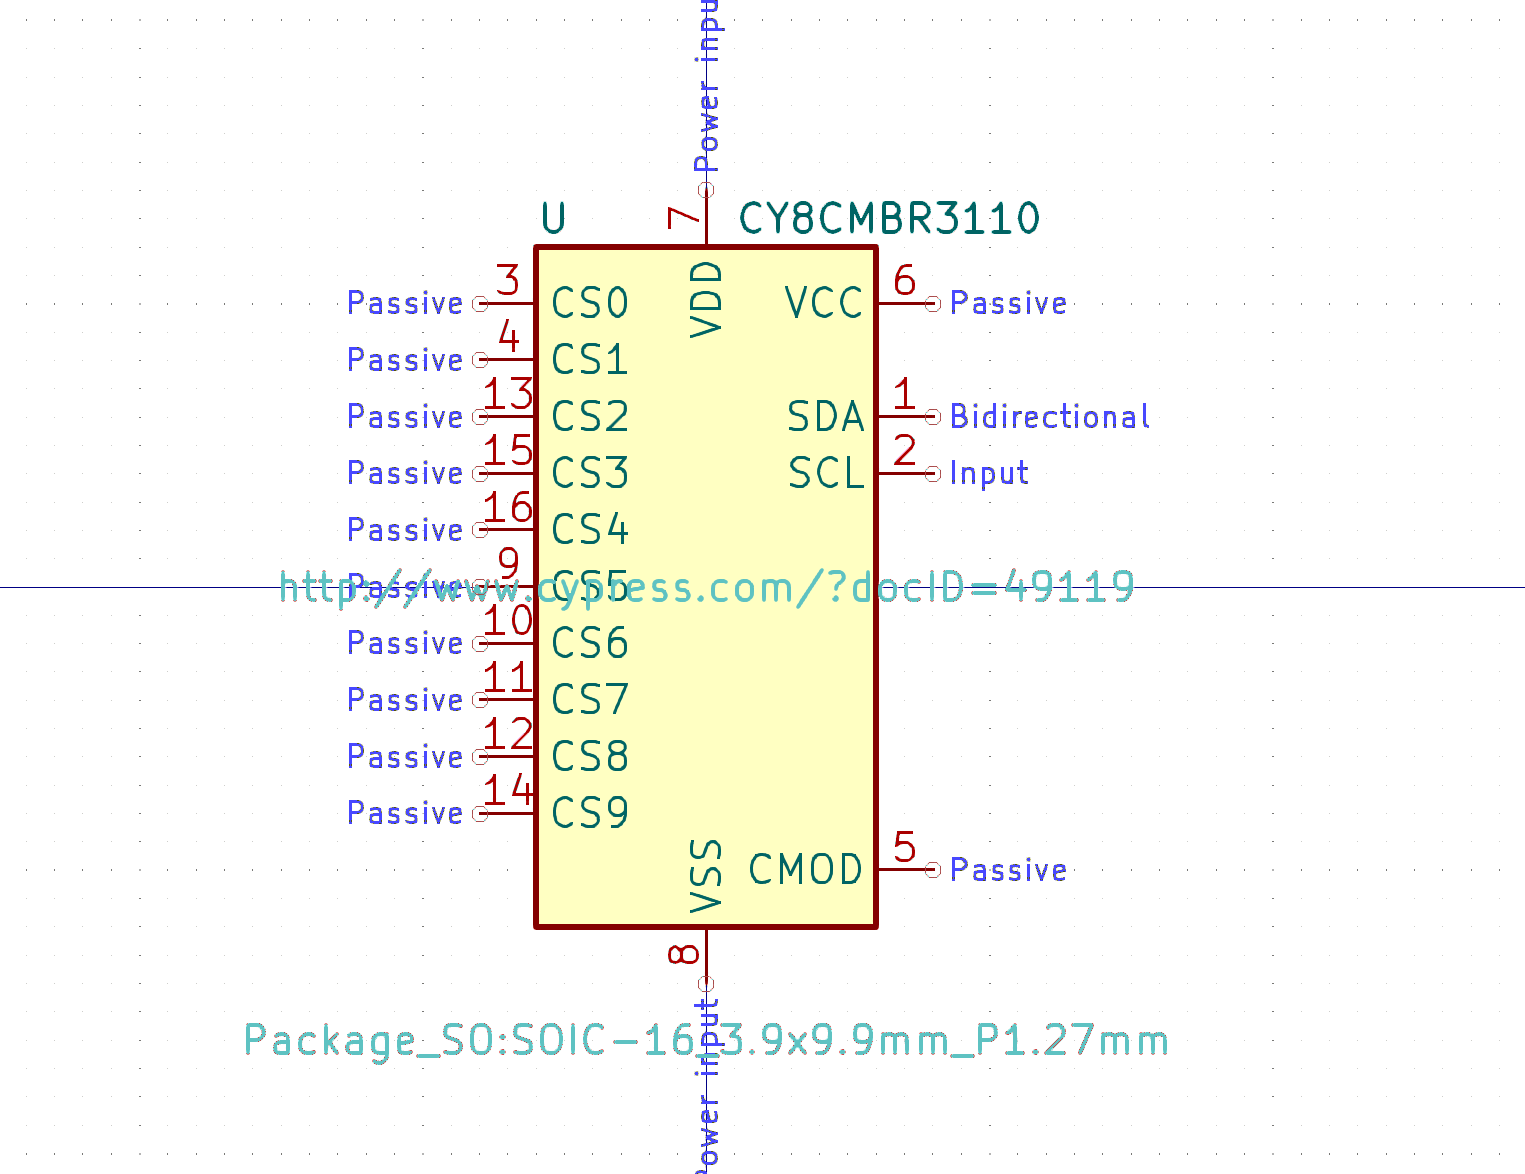 Power input
7
U CY8CMBR3110
VDD
Passive 3 CS0 VCC 6 Passive
Passive 4 CS1
Passive 13 CS2 SDA 1 Bidirectional
Passive 15 CS3 SCL 2 Input
Passive 16 CS4
Passive 9 CS5
http://www.cypress.com/?docID=49119
Passive 10 CS6
Passive 11 CS7
Passive 12 CS8
Passive 14 CS9
VSS CMOD 5 Passive
8
Package_SO:SOIC-16_3.9x9.9mm_P1.27mm
Power input